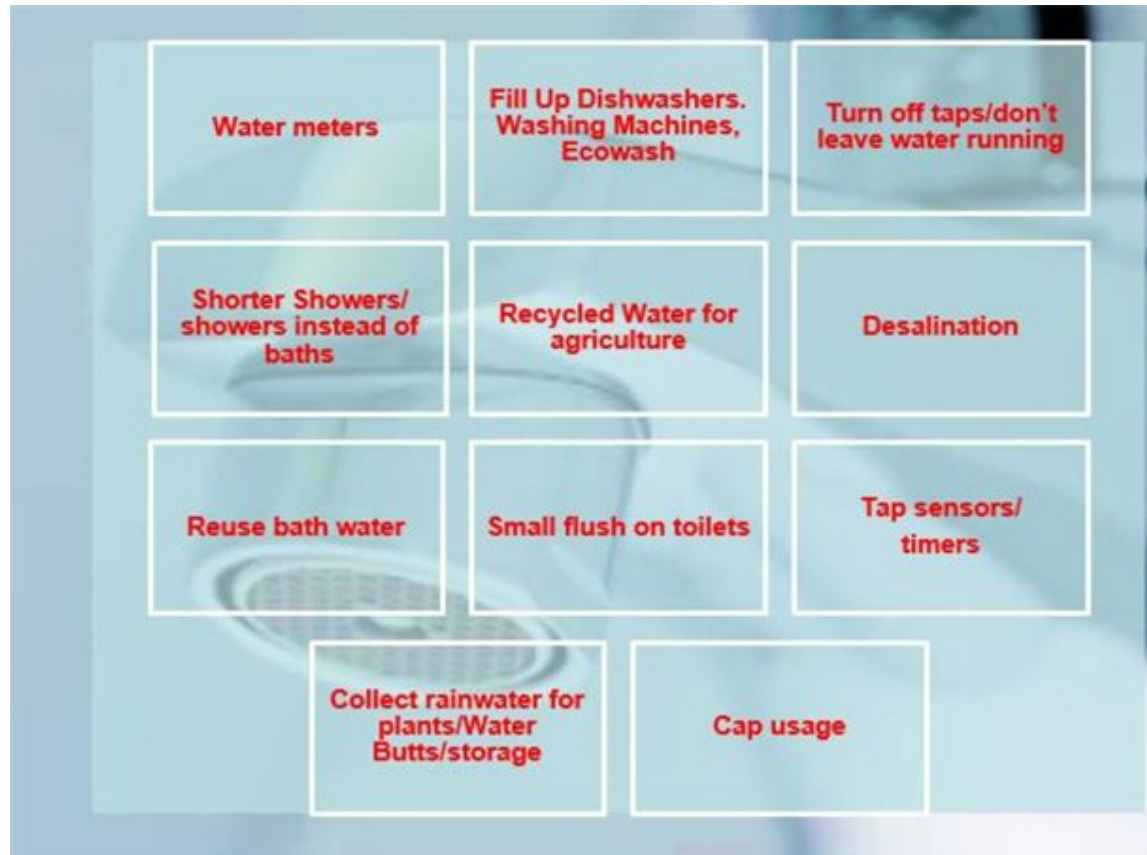 Water meters
Fill Up Dishwashers.
Washing Machines,
Ecowash
Turn off taps/don't
leave water running
Shorter Showers/
showers instead of
baths
Recycled Water for
agriculture
Desalination
Reuse bath water
Small flush on toilets
Tap sensors/
timers
Collect rainwater for
plants/Water
Butts/storage
Cap usage